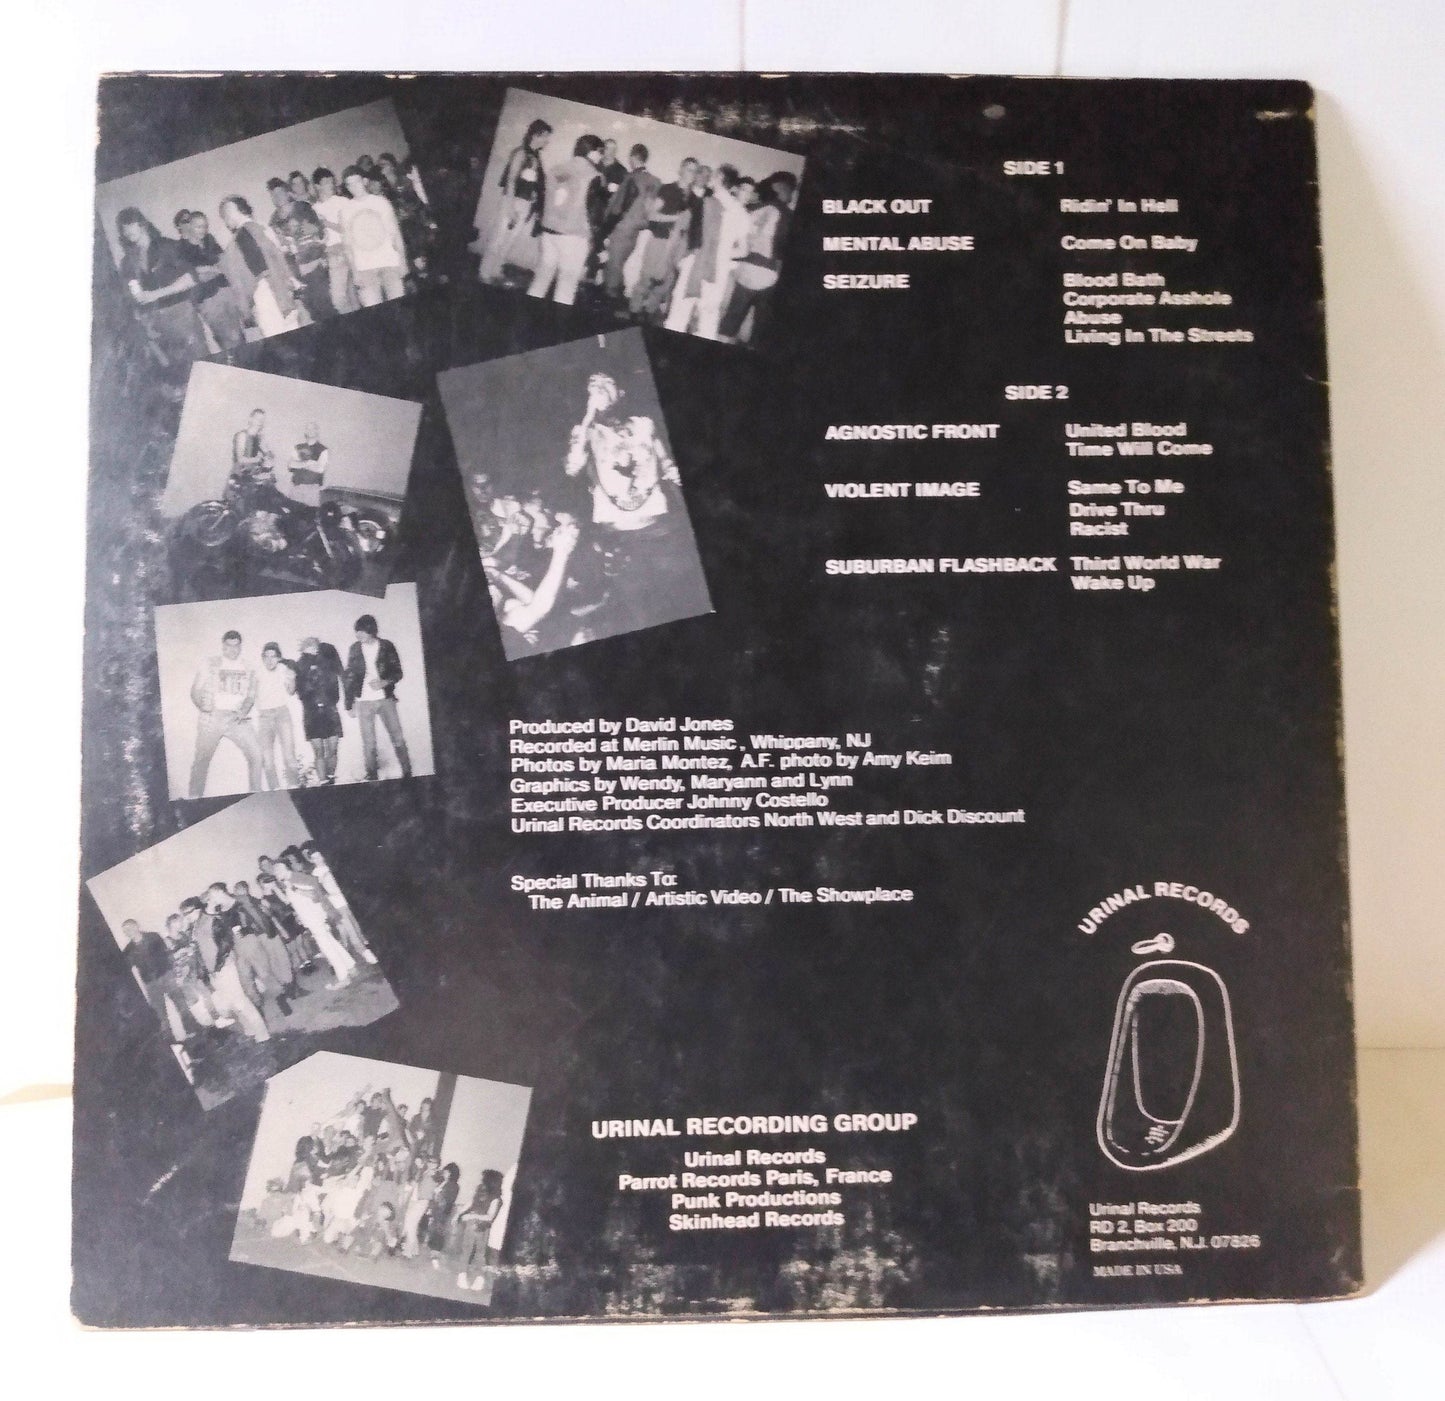 SIDE 1
BLACK OUT Ridin' In Hell
MENTAL ABUSE Come On Baby
SEIZURE Blood Bath
Corporate Asshole
Abuse
Living In The Streets
SIDE 2
AGNOSTIC FRONT United Blood
Time Will Come
VIOLENT IMAGE Same To Me
Drive Thru
Racist
SUBURBAN FLASHBACK Third World War
Wake Up
Produced by David Jones
Recorded at Merlin Music, Whippany, NJ
Photos by Maria Montez, A.F. photo by Amy Keim
Graphics by Wendy, Maryann and Lynn
Executive Producer Johnny Costello
Urinal Records Coordinators North West and Dick Discount
Special Thanks To:
The Animal / Artistic Video / The Showplace
URINAL RECORDS
URINAL RECORDING GROUP
Urinal Records
Parrot Records Paris, France
Punk Productions
Skinhead Records
Urinal Records
RD 2, Box 200
Branchville, N.J. 07826
MADE IN USA